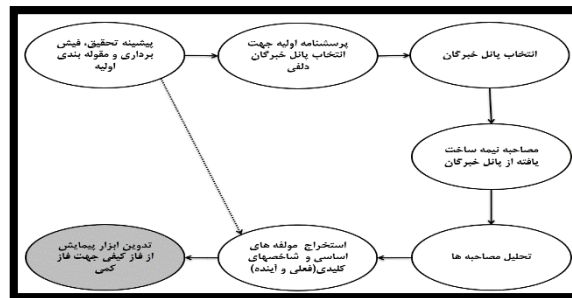 پیشینه تحقیق، فیش
برداری و مقوله بندی
اولیه
پرسشنامه اولیه جهت
انتخاب پانل خبرگان
دلفی
انتخاب پانل خبرگان
مصاحبه نیمه ساخت
یافته از پانل خبرگان
تحلیل مصاحبه ها
استخراج مولفه های
اساسی و شاخصهای
کلیدی(فعلی و آینده)
تدوین ابزار پیمایش
از فاز کیفی جهت فاز
کمی